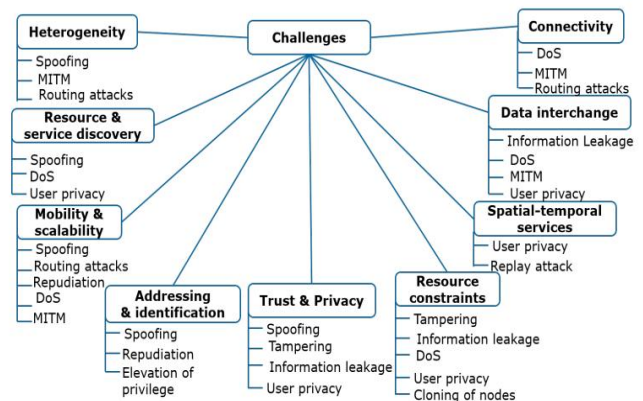 Challenges
Heterogeneity
Spoofing
MITM
Routing attacks
Resource &
service discovery
Spoofing
DoS
User privacy
Mobility &
scalability
Spoofing
Routing attacks
Repudiation
DoS
MITM
Addressing
& identification
Spoofing
Repudiation
Elevation of
privilege
Trust & Privacy
Spoofing
Tampering
Information leakage
User privacy
Resource
constraints
Tampering
Information leakage
DoS
User privacy
Cloning of nodes
Spatial-temporal
services
User privacy
Replay attack
Data interchange
Information Leakage
DoS
MITM
User privacy
Connectivity
DoS
MITM
Routing attacks